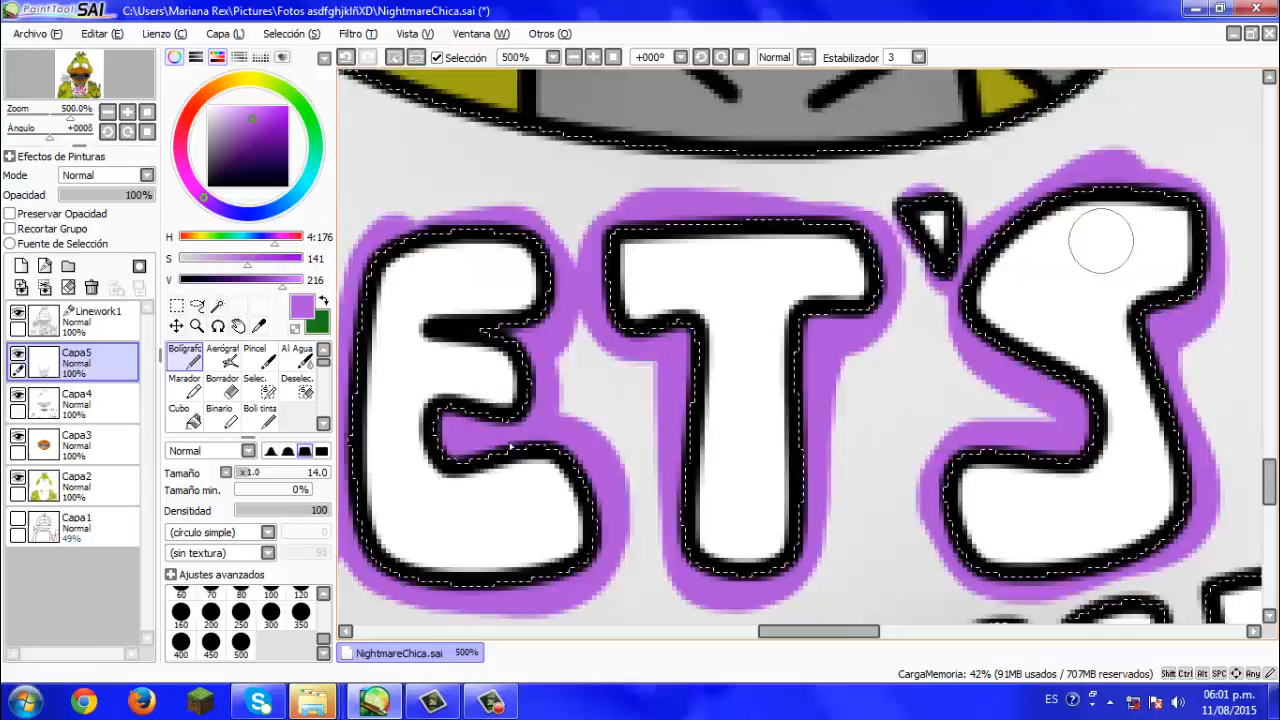 PaintTool SAI C:\Users\Mariana Rex\Pictures\Fotos asdfghjklñXD\NightmareChica.sai (*)
Archivo (F) Editar (E) Lienzo (C) Capa (L) Selección (S) Filtro (T) Vista (V) Ventana (W) Otros (O)
Selección 500% +000º Normal Estabilizador 3
Zoom 500.0%
Ángulo +000º
Efectos de Pinturas
Mode Normal
Opacidad 100%
Preservar Opacidad
Recortar Grupo
Fuente de Selección
Linework1
Normal
100%
Capa5
Normal
100%
Capa4
Normal
100%
Capa3
Normal
100%
Capa2
Normal
100%
Capa1
Normal
49%
H 4:176
S 141
V 216
Bolígrafo Aerógrafo Pincel Al Agua
Marador Borrador Selec. Deselec.
Cubo Binario Boli tinta
Normal
Tamaño x1.0 14.0
Tamaño min. 0%
Densidad 100
(círculo simple) 0
(sin textura) 95
Ajustes avanzados
60 70 80 100 120
160 200 250 300 350
400 450 500
ET'S
NightmareChica.sai 500%
CargaMemoria: 42% (91MB usados / 707MB reservados)
Shift Ctrl Alt SPC Any
ES 06:01 p.m.
11/08/2015